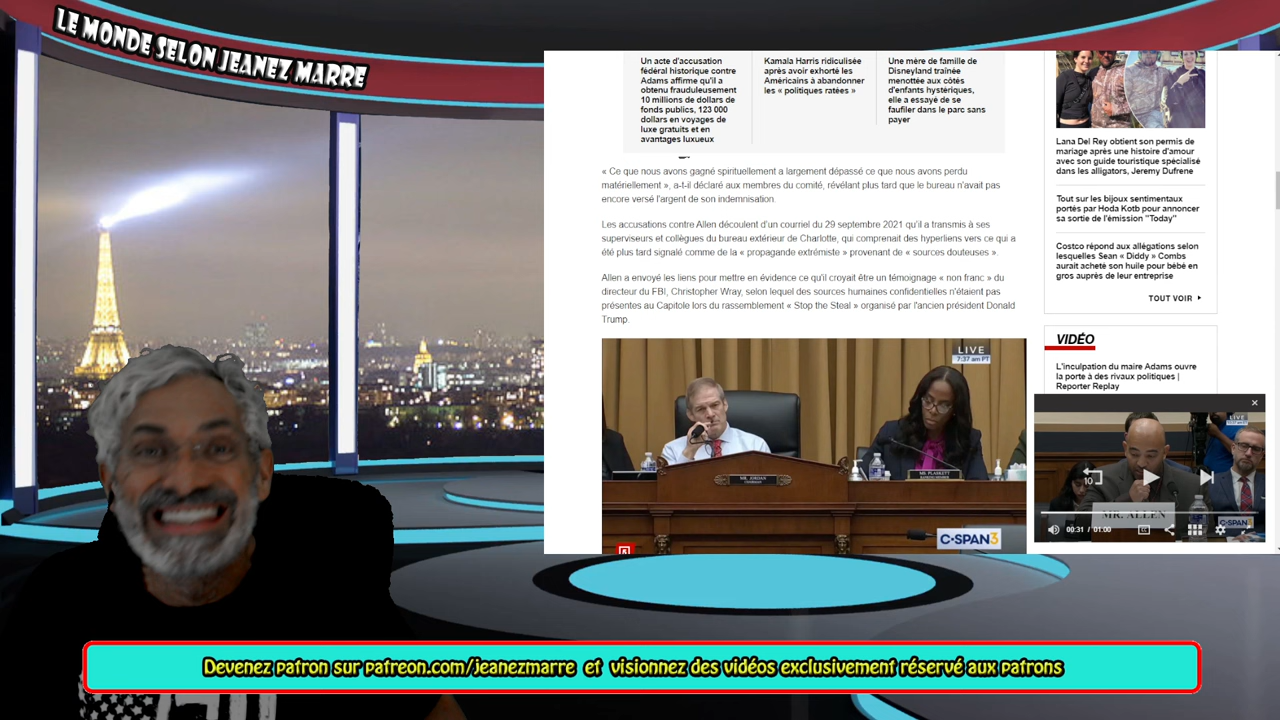 LE MONDE SELON JEANEZ MARRE
Un acte d'accusation
fédéral historique contre
Adams affirme qu'il a
obtenu frauduleusement
10 millions de dollars de
fonds publics, 123 000
dollars en voyages de
luxe gratuits et en
avantages luxueux
Kamala Harris ridiculisée
après avoir exhorté les
Américains à abandonner
les « politiques ratées »
Une mère de famille de
Disneyland traînée
menottée aux côtés
d'enfants hystériques,
elle a essayé de se
faufiler dans le parc sans
payer
« Ce que nous avons gagné spirituellement a largement dépassé ce que nous avons perdu
matériellement », a-t-il déclaré aux membres du comité, révélant plus tard que le bureau n'avait pas
encore versé l'argent de son indemnisation.
Les accusations contre Allen découlent d'un courriel du 29 septembre 2021 qu'il a transmis à ses
superviseurs et collègues du bureau extérieur de Charlotte, qui comprenait des hyperliens vers ce qui a
été plus tard signalé comme de la « propagande extrémiste » provenant de « sources douteuses ».
Allen a envoyé les liens pour mettre en évidence ce qu'il croyait être un témoignage « non franc » du
directeur du FBI, Christopher Wray, selon lequel des sources humaines confidentielles n'étaient pas
présentes au Capitole lors du rassemblement « Stop the Steal » organisé par l'ancien président Donald
Trump.
LIVE
7:37 am PT
MR. JORDAN
CHAIRMAN
MS. PLASKETT
RANKING MEMBER
C-SPAN3
Lana Del Rey obtient son permis de
mariage après une histoire d'amour
avec son guide touristique spécialisé
dans les alligators, Jeremy Dufrene
Tout sur les bijoux sentimentaux
portés par Hoda Kotb pour annoncer
sa sortie de l'émission "Today"
Costco répond aux allégations selon
lesquelles Sean « Diddy » Combs
aurait acheté son huile pour bébé en
gros auprès de leur entreprise
TOUT VOIR
VIDÉO
L'inculpation du maire Adams ouvre
la porte à des rivaux politiques |
Reporter Replay
LIVE
10
MR. ALLEN
C-SPAN
00:31 / 01:00
Devenez patron sur patreon.com/jeanezmarre et visionnez des vidéos exclusivement réservé aux patrons